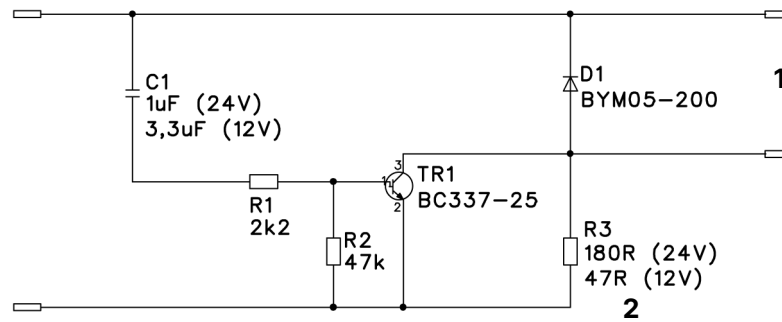 C1
1uF (24V)
3,3uF (12V)
D1
BYM05-200
1
3
TR1
1
BC337-25
2
R1
2k2
R2
47k
R3
180R (24V)
47R (12V)
2